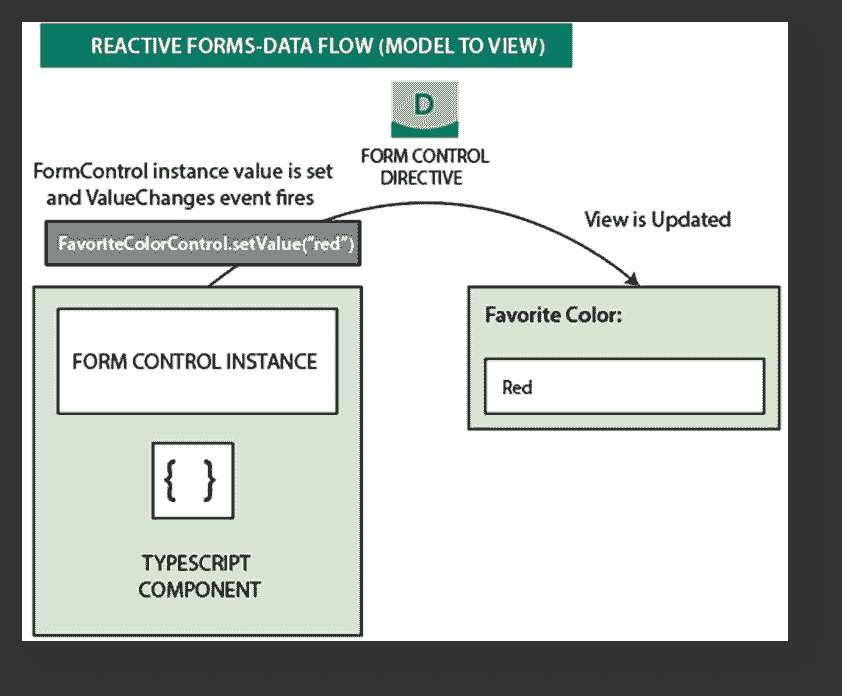 REACTIVE FORMS-DATA FLOW (MODEL TO VIEW)
D
FORM CONTROL
DIRECTIVE
FormControl instance value is set
and ValueChanges event fires
View is Updated
FavoriteColorControl.setValue("red")
Favorite Color:
Red
FORM CONTROL INSTANCE
{ }
TYPESCRIPT
COMPONENT